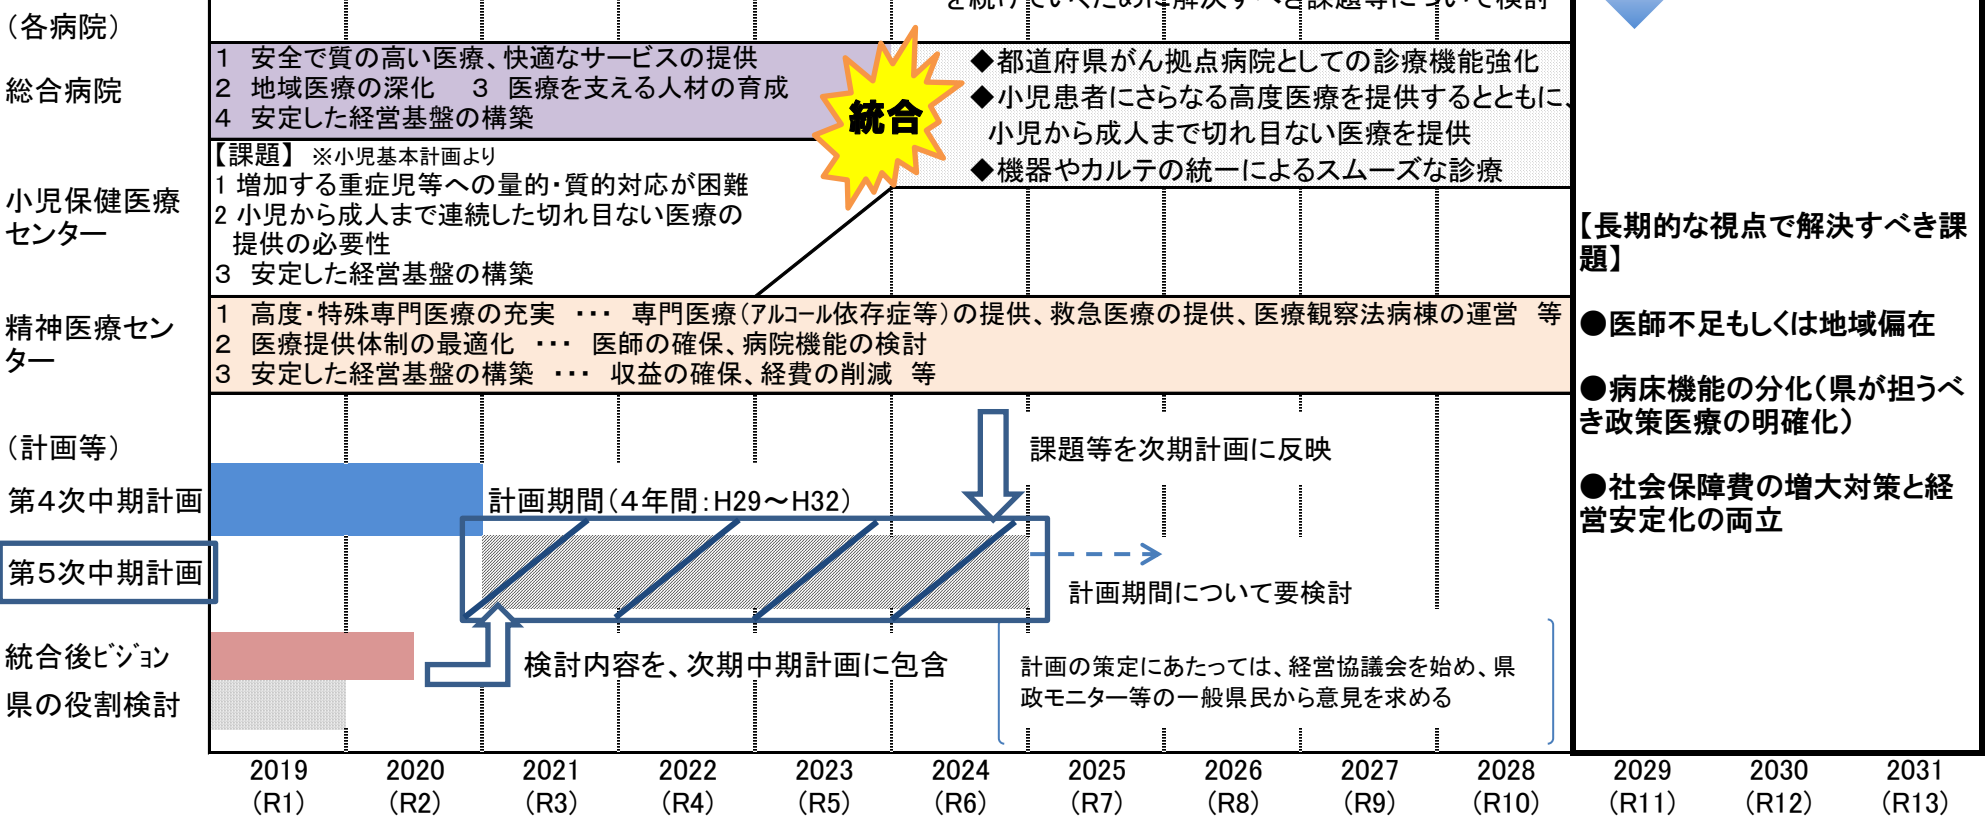 を続けていくために解決すべき課題等について検討
（各病院）
総合病院
1　安全で質の高い医療、快適なサービスの提供
2　地域医療の深化　3　医療を支える人材の育成
4　安定した経営基盤の構築
統合
◆都道府県がん拠点病院としての診療機能強化
◆小児患者にさらなる高度医療を提供するとともに、
小児から成人まで切れ目ない医療を提供
◆機器やカルテの統一によるスムーズな診療
小児保健医療
センター
【課題】 ※小児基本計画より
1 増加する重症児等への量的・質的対応が困難
2 小児から成人まで連続した切れ目ない医療の
提供の必要性
3　安定した経営基盤の構築
精神医療セン
ター
1　高度・特殊専門医療の充実　･･･　専門医療（アルコール依存症等）の提供、救急医療の提供、医療観察法病棟の運営　等
2　医療提供体制の最適化　･･･　医師の確保、病院機能の検討
3　安定した経営基盤の構築　･･･　収益の確保、経費の削減　等
【長期的な視点で解決すべき課
題】
●医師不足もしくは地域偏在
●病床機能の分化（県が担うべ
き政策医療の明確化）
●社会保障費の増大対策と経
営安定化の両立
（計画等）
課題等を次期計画に反映
第４次中期計画
計画期間（４年間：H29～H32）
第５次中期計画
計画期間について要検討
統合後ﾋﾞｼﾞｮﾝ
検討内容を、次期中期計画に包含
県の役割検討
計画の策定にあたっては、経営協議会を始め、県
政モニター等の一般県民から意見を求める
2019 2020 2021 2022 2023 2024 2025 2026 2027 2028 2029 2030 2031
（R1） （R2） （R3） （R4） （R5） （R6） （R7） （R8） （R9） （R10） （R11） （R12） （R13）